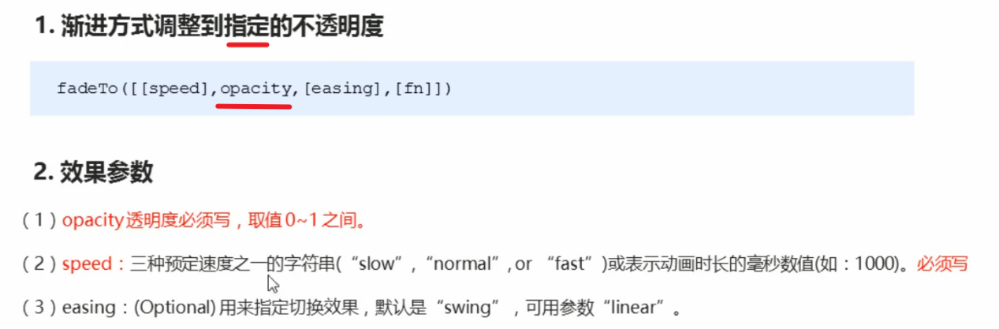 1. 渐进方式调整到指定的不透明度
fadeTo([[speed],opacity,[easing],[fn]])
2. 效果参数
（1）opacity透明度必须写，取值0~1之间。
（2）speed：三种预定速度之一的字符串(“slow”,“normal”,or “fast”)或表示动画时长的毫秒数值(如：1000)。必须写
（3）easing：(Optional) 用来指定切换效果，默认是“swing”，可用参数“linear”。